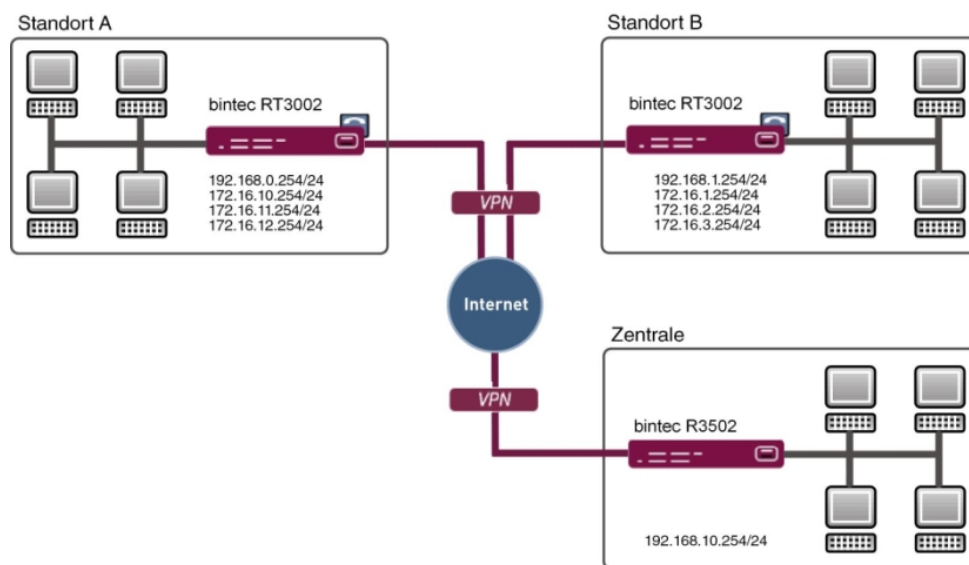 Standort A
bintec RT3002
192.168.0.254/24
172.16.10.254/24
172.16.11.254/24
172.16.12.254/24
Standort B
bintec RT3002
192.168.1.254/24
172.16.1.254/24
172.16.2.254/24
172.16.3.254/24
VPN
Internet
VPN
Zentrale
bintec R3502
192.168.10.254/24